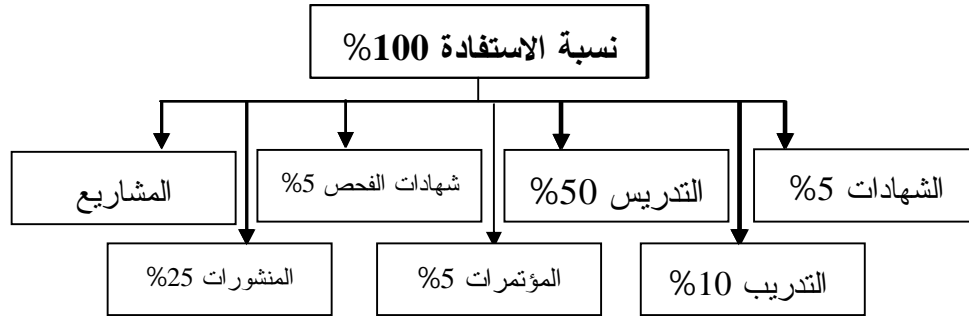 نسبة الاستفادة 100%
الشهادات 5%
التدريس 50%
شهادات الفحص 5%
المشاريع
التدريب 10%
المؤتمرات 5%
المنشورات 25%